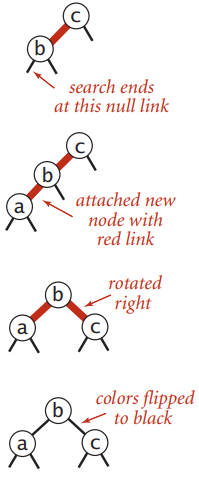 c
b
search ends
at this null link
c
b
a
attached new
node with
red link
rotated
right
b
a
c
colors flipped
to black
b
a
c